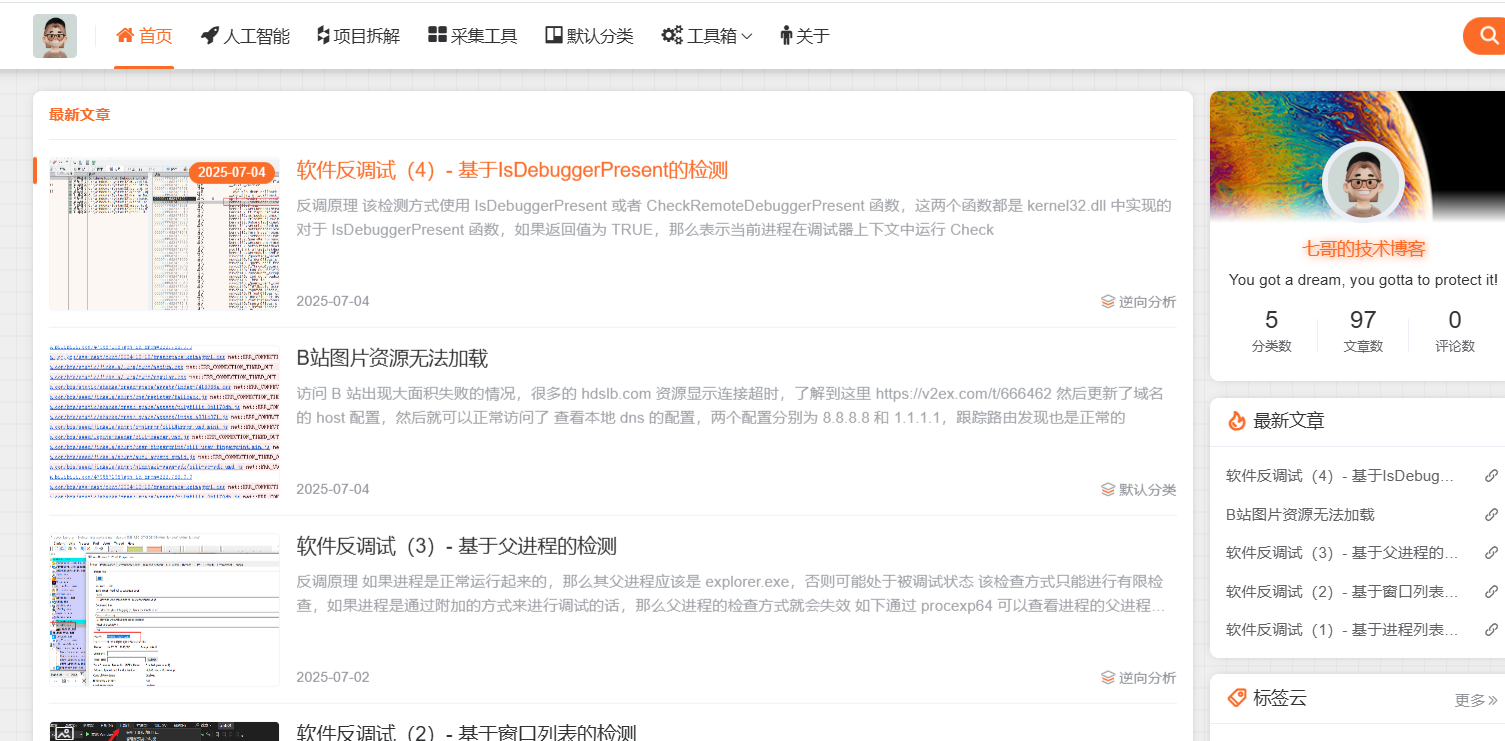 首页
人工智能
项目拆解
采集工具
默认分类
工具箱
关于
最新文章
2025-07-04
软件反调试（4）- 基于IsDebuggerPresent的检测
反调原理 该检测方式使用 IsDebuggerPresent 或者 CheckRemoteDebuggerPresent 函数，这两个函数都是 kernel32.dll 中实现的
对于 IsDebuggerPresent 函数，如果返回值为 TRUE，那么表示当前进程在调试器上下文中运行 Check
2025-07-04
逆向分析
B站图片资源无法加载
访问 B 站出现大面积失败的情况，很多的 hdslb.com 资源显示连接超时，了解到这里 https://v2ex.com/t/666462 然后更新了域名
的 host 配置，然后就可以正常访问了 查看本地 dns 的配置，两个配置分别为 8.8.8.8 和 1.1.1.1，跟踪路由发现也是正常的
2025-07-04
默认分类
软件反调试（3）- 基于父进程的检测
反调原理 如果进程是正常运行起来的，那么其父进程应该是 explorer.exe，否则可能处于被调试状态 该检查方式只能进行有限检
查，如果进程是通过附加的方式来进行调试的话，那么父进程的检查方式就会失效 如下通过 procexp64 可以查看进程的父进程...
2025-07-02
逆向分析
软件反调试（2）- 基于窗口列表的检测
七哥的技术博客
You got a dream, you gotta to protect it!
5
97
0
分类数
文章数
评论数
最新文章
软件反调试（4）- 基于IsDebug...
B站图片资源无法加载
软件反调试（3）- 基于父进程的...
软件反调试（2）- 基于窗口列表...
软件反调试（1）- 基于进程列表...
标签云
更多